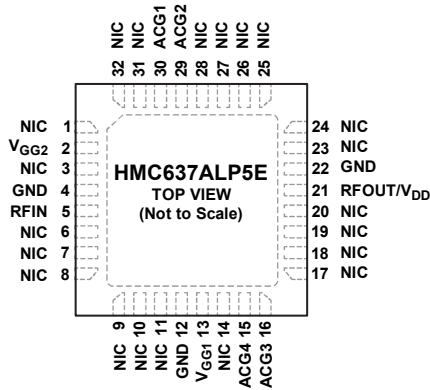 32 NIC
31 NIC
30 ACG1
29 ACG2
28 NIC
27 NIC
26 NIC
25 NIC
NIC 1
VGG2 2
NIC 3
GND 4
RFIN 5
NIC 6
NIC 7
NIC 8
HMC637ALP5E
TOP VIEW
(Not to Scale)
24 NIC
23 NIC
22 GND
21 RFOUT/VDD
20 NIC
19 NIC
18 NIC
17 NIC
NIC 9
NIC 10
NIC 11
GND 12
VGG1 13
NIC 14
ACG4 15
ACG3 16